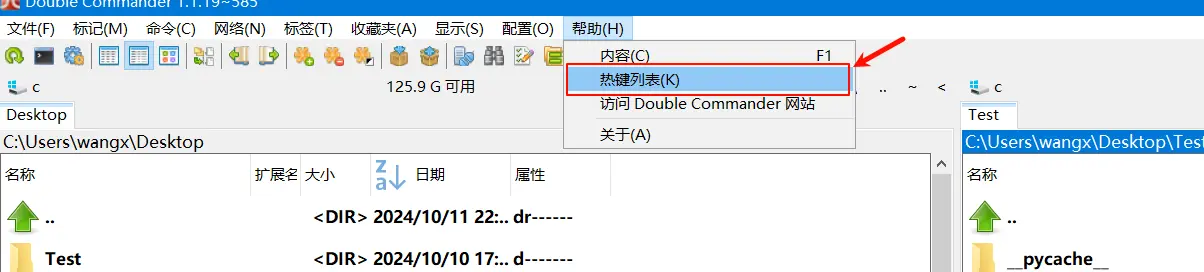 Double Commander 1.1.19~585
文件(F) 标记(M) 命令(C) 网络(N) 标签(T) 收藏夹(A) 显示(S) 配置(O) 帮助(H)
内容(C) F1
热键列表(K)
访问 Double Commander 网站
关于(A)
c 125.9 G 可用 .. ~ < c
Desktop Test
C:\Users\wangx\Desktop C:\Users\wangx\Desktop\Tes
名称 扩展名 大小 z a 日期 属性 名称
.. <DIR> 2024/10/11 22:.. dr------ ..
Test <DIR> 2024/10/10 17:.. d------- __pycache__